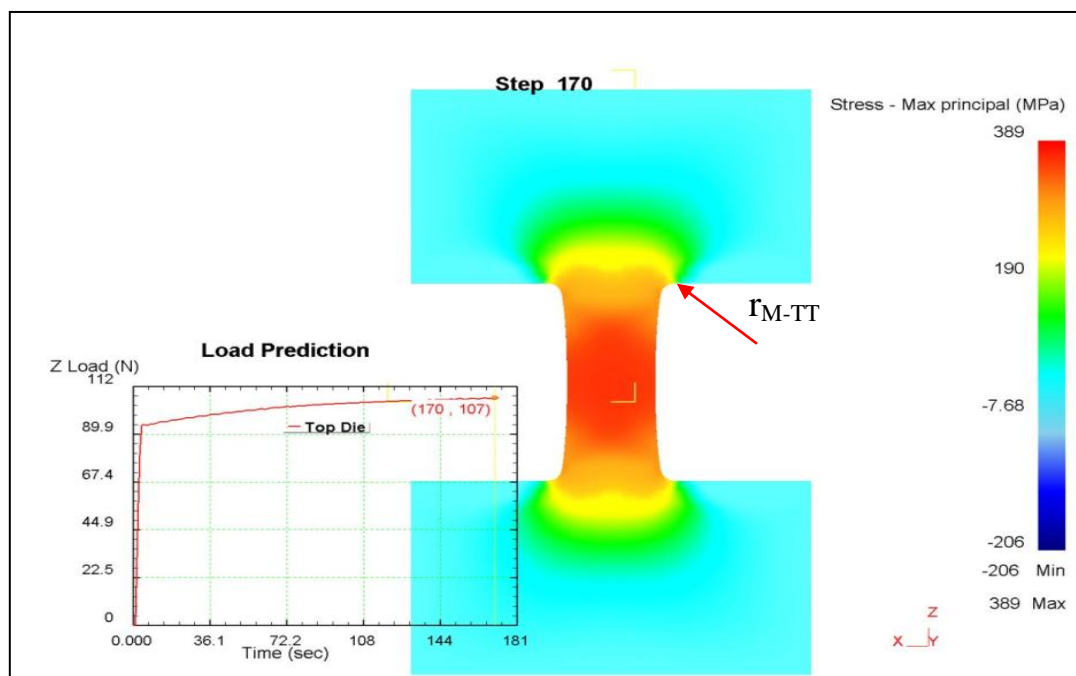 Step 170
Stress - Max principal (MPa)
389
190
-7.68
-206
-206 Min
389 Max
r_M-TT
Load Prediction
Z Load (N)
112
89.9
67.4
44.9
22.5
0
(170 , 107)
Top Die
0.000 36.1 72.2 108 144 181
Time (sec)
Z
X Y